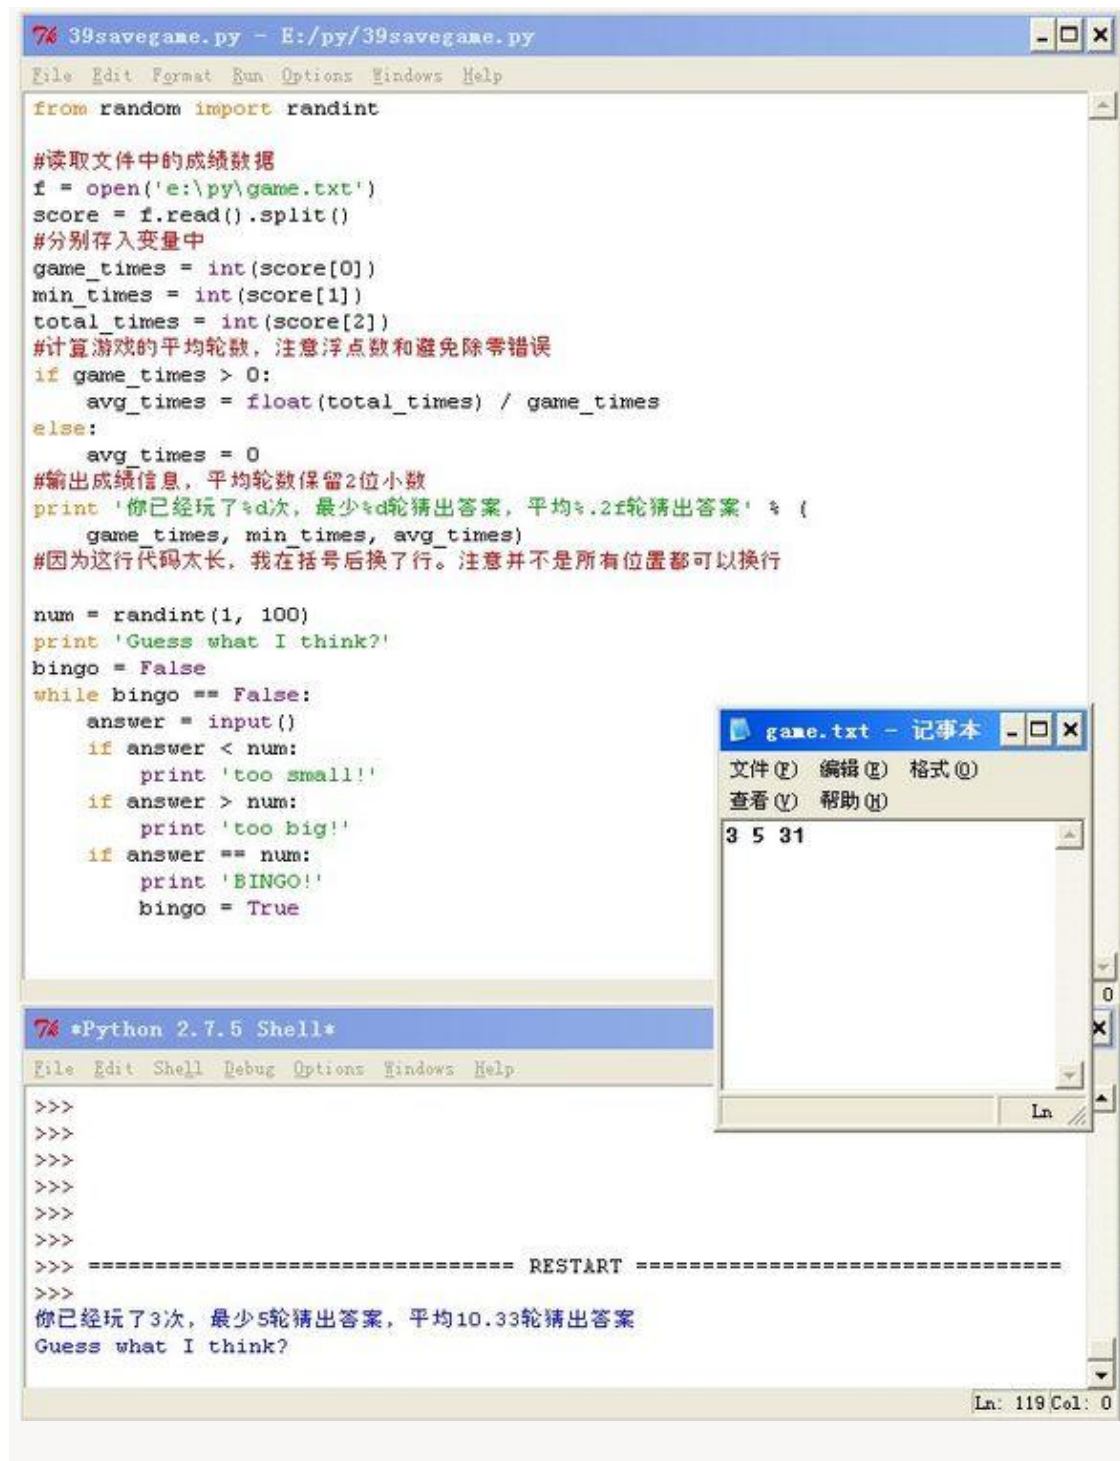 39savegame.py - E:/py/39savegame.py
File Edit Format Run Options Windows Help
from random import randint
#读取文件中的成绩数据
f = open('e:\py\game.txt')
score = f.read().split()
#分别存入变量中
game_times = int(score[0])
min_times = int(score[1])
total_times = int(score[2])
#计算游戏的平均轮数，注意浮点数和避免除零错误
if game_times > 0:
    avg_times = float(total_times) / game_times
else:
    avg_times = 0
#输出成绩信息，平均轮数保留2位小数
print '你已经玩了%d次，最少%d轮猜出答案，平均%.2f轮猜出答案' % (
    game_times, min_times, avg_times)
#因为这行代码太长，我在括号后换了行。注意并不是所有位置都可以换行
num = randint(1, 100)
print 'Guess what I think?'
bingo = False
while bingo == False:
    answer = input()
    if answer < num:
        print 'too small!'
    if answer > num:
        print 'too big!'
    if answer == num:
        print 'BINGO!'
        bingo = True
game.txt - 记事本
文件(F) 编辑(E) 格式(O)
查看(V) 帮助(H)
3 5 31
Ln
0
*Python 2.7.5 Shell*
File Edit Shell Debug Options Windows Help
>>>
>>>
>>>
>>>
>>>
>>>
>>> ================================ RESTART ================================
>>>
你已经玩了3次，最少5轮猜出答案，平均10.33轮猜出答案
Guess what I think?
Ln: 119 Col: 0